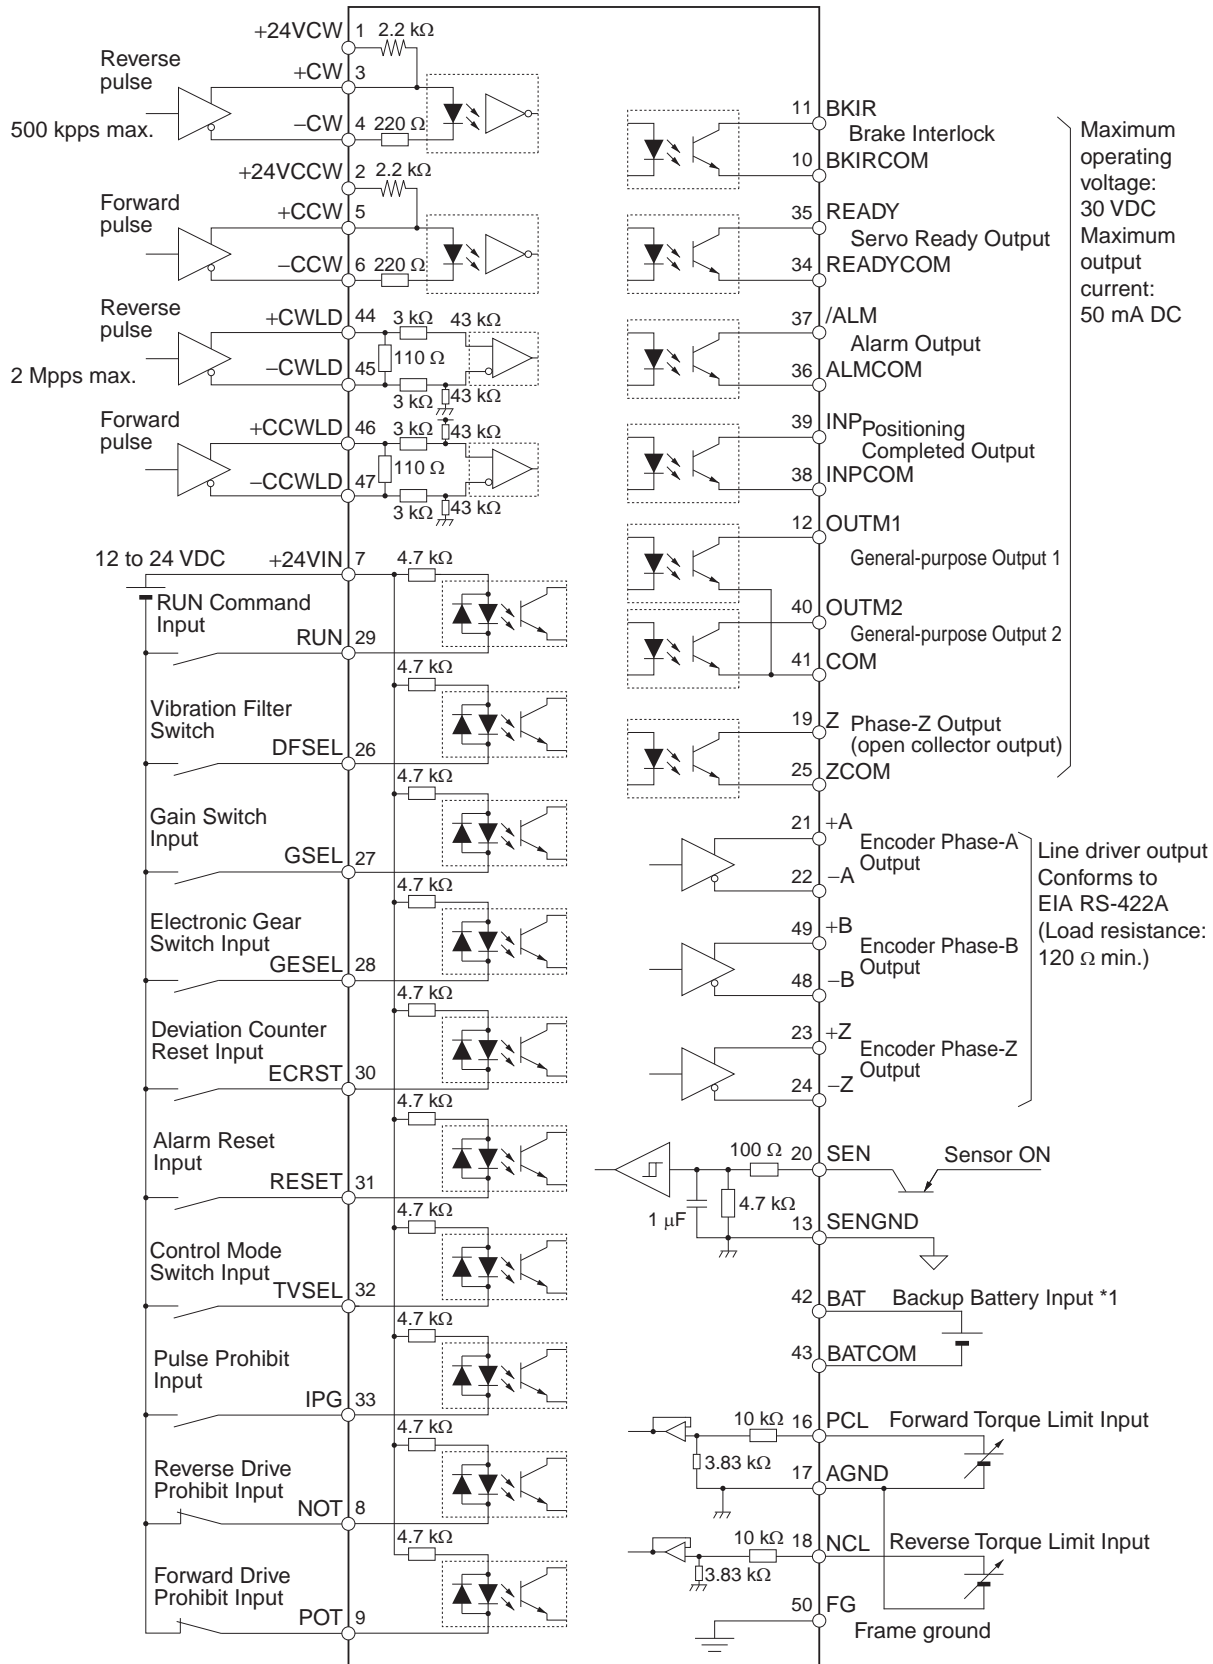 +24VCW 1 2.2 kΩ
Reverse
pulse
+CW 3
500 kpps max.
−CW 4 220 Ω
+24VCCW 2 2.2 kΩ
Forward
pulse
+CCW 5
−CCW 6 220 Ω
Reverse
pulse
+CWLD 44 3 kΩ 43 kΩ
110 Ω
2 Mpps max.
−CWLD 45
3 kΩ 43 kΩ
Forward
pulse
+CCWLD 46 3 kΩ 43 kΩ
110 Ω
−CCWLD 47
3 kΩ 43 kΩ
12 to 24 VDC +24VIN 7 4.7 kΩ
RUN Command
Input
RUN 29
4.7 kΩ
Vibration Filter
Switch
DFSEL 26
4.7 kΩ
Gain Switch
Input
GSEL 27
4.7 kΩ
Electronic Gear
Switch Input
GESEL 28
4.7 kΩ
Deviation Counter
Reset Input
ECRST 30
4.7 kΩ
Alarm Reset
Input
RESET 31
4.7 kΩ
Control Mode
Switch Input
TVSEL 32
4.7 kΩ
Pulse Prohibit
Input
IPG 33
4.7 kΩ
Reverse Drive
Prohibit Input
NOT 8
4.7 kΩ
Forward Drive
Prohibit Input
POT 9
11 BKIR
Brake Interlock
10 BKIRCOM
35 READY
Servo Ready Output
34 READYCOM
37 /ALM
Alarm Output
36 ALMCOM
39 INP Positioning
Completed Output
38 INPCOM
12 OUTM1
General-purpose Output 1
40 OUTM2
General-purpose Output 2
41 COM
19 Z Phase-Z Output
(open collector output)
25 ZCOM
Maximum
operating
voltage:
30 VDC
Maximum
output
current:
50 mA DC
21 +A
Encoder Phase-A
Output
22 −A
49 +B
Encoder Phase-B
Output
48 −B
23 +Z
Encoder Phase-Z
Output
24 −Z
Line driver output
Conforms to
EIA RS-422A
(Load resistance:
120 Ω min.)
100 Ω 20 SEN Sensor ON
4.7 kΩ
1 µF
13 SENGND
42 BAT Backup Battery Input *1
43 BATCOM
10 kΩ 16 PCL Forward Torque Limit Input
3.83 kΩ
17 AGND
10 kΩ 18 NCL Reverse Torque Limit Input
3.83 kΩ
50 FG
Frame ground